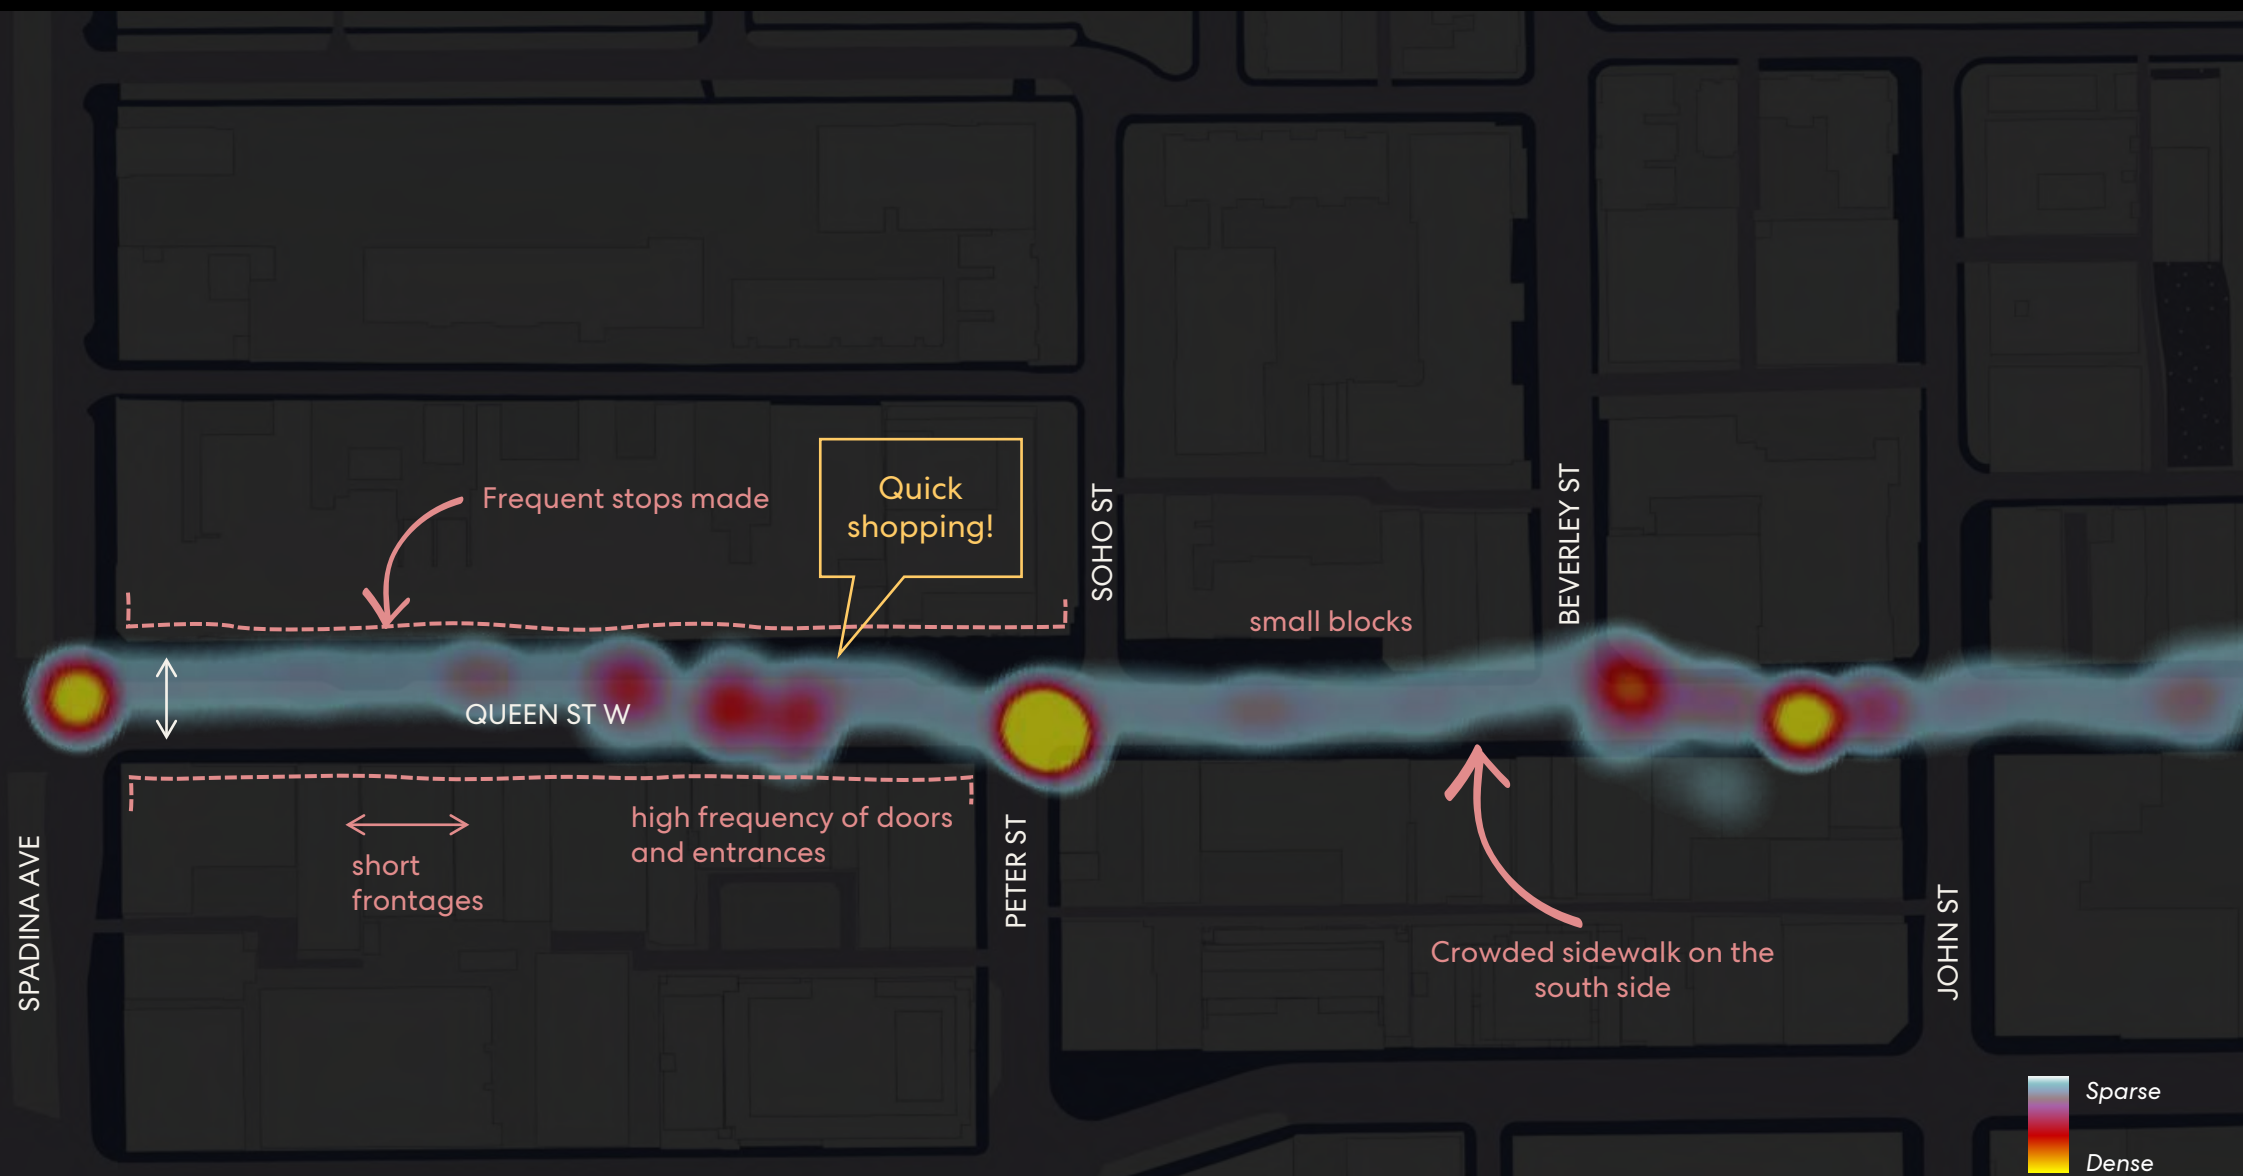 Quick
shopping!
Frequent stops made
SOHO ST
BEVERLEY ST
small blocks
QUEEN ST W
high frequency of doors
and entrances
short
frontages
SPADINA AVE
PETER ST
JOHN ST
Crowded sidewalk on the
south side
Sparse
Dense